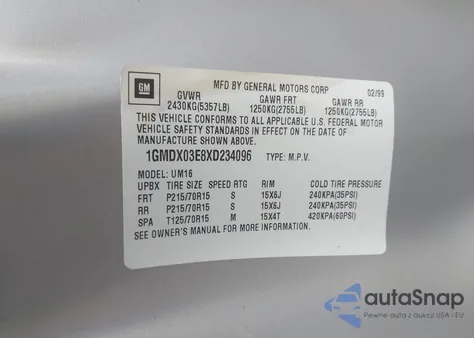 GM
MFD BY GENERAL MOTORS CORP 02/99
GVWR GAWR FRT GAWR RR
2430KG(5357LB) 1250KG(2755LB) 1250KG(2755LB)
THIS VEHICLE CONFORMS TO ALL APPLICABLE U.S. FEDERAL MOTOR
VEHICLE SAFETY STANDARDS IN EFFECT ON THE DATE OF
MANUFACTURE SHOWN ABOVE.
1GMDX03E8XD234096 TYPE: M.P.V.
MODEL: UM16
UPBX TIRE SIZE SPEED RTG RIM COLD TIRE PRESSURE
FRT P215/70R15 S 15X6J 240KPA(35PSI)
RR P215/70R15 S 15X6J 240KPA(35PSI)
SPA T125/70R15 M 15X4T 420KPA(60PSI)
SEE OWNER'S MANUAL FOR MORE INFORMATION.
autaSnap
Pewne auta z aukcji USA i EU